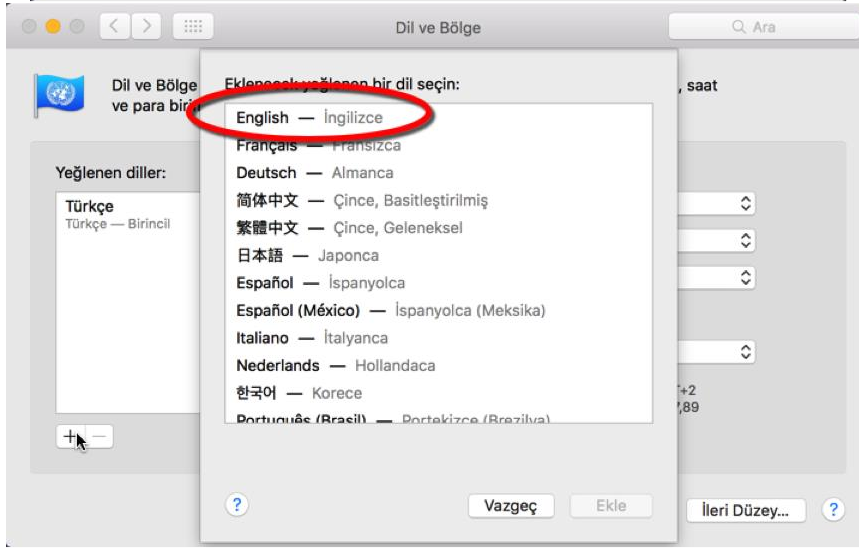 Dil ve Bölge
Ara
Dil ve Bölge
ve para biri
, saat
Eklenecek yeğlenen bir dil seçin:
English — İngilizce
Français — Fransızca
Deutsch — Almanca
简体中文 — Çince, Basitleştirilmiş
繁體中文 — Çince, Geleneksel
日本語 — Japonca
Español — İspanyolca
Español (México) — İspanyolca (Meksika)
Italiano — İtalyanca
Nederlands — Hollandaca
한국어 — Korece
Português (Brasil) — Portekizce (Brezilya)
Yeğlenen diller:
Türkçe
Türkçe — Birincil
+ −
+2
,89
? Vazgeç Ekle
İleri Düzey... ?